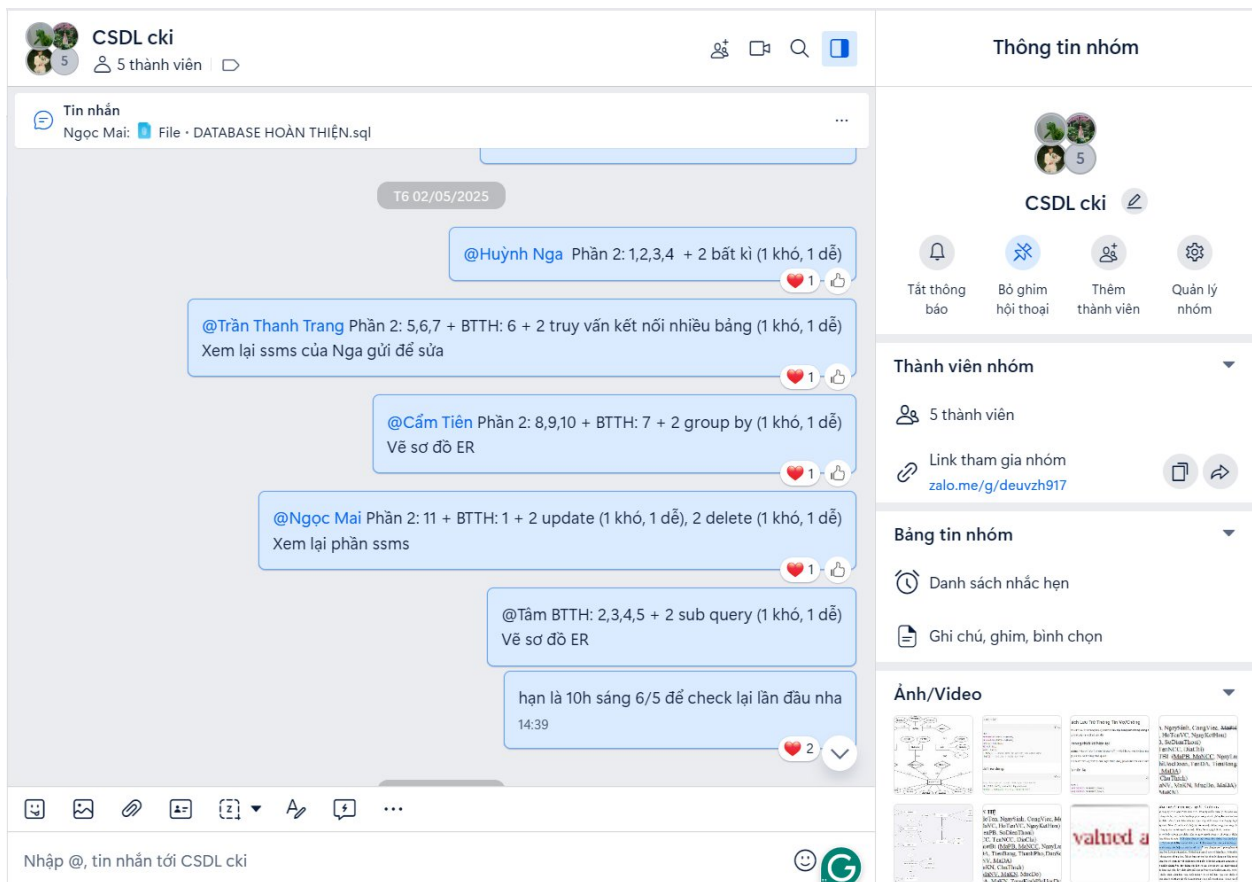 CSDL cki
5 thành viên
5
Tin nhắn
Ngọc Mai: File • DATABASE HOÀN THIỆN.sql
T6 02/05/2025
@Huỳnh Nga Phần 2: 1,2,3,4 + 2 bất kì (1 khó, 1 dễ)
1
@Trần Thanh Trang Phần 2: 5,6,7 + BTTH: 6 + 2 truy vấn kết nối nhiều bảng (1 khó, 1 dễ)
Xem lại ssms của Nga gửi để sửa
1
@Cẩm Tiên Phần 2: 8,9,10 + BTTH: 7 + 2 group by (1 khó, 1 dễ)
Vẽ sơ đồ ER
1
@Ngọc Mai Phần 2: 11 + BTTH: 1 + 2 update (1 khó, 1 dễ), 2 delete (1 khó, 1 dễ)
Xem lại phần ssms
1
@Tâm BTTH: 2,3,4,5 + 2 sub query (1 khó, 1 dễ)
Vẽ sơ đồ ER
hạn là 10h sáng 6/5 để check lại lần đầu nha
14:39
2
Nhập @, tin nhắn tới CSDL cki
Thông tin nhóm
5
CSDL cki
Tắt thông báo
Bỏ ghim hội thoại
Thêm thành viên
Quản lý nhóm
Thành viên nhóm
5 thành viên
Link tham gia nhóm
zalo.me/g/deuvzh917
Bảng tin nhóm
Danh sách nhắc hẹn
Ghi chú, ghim, bình chọn
Ảnh/Video
valued a